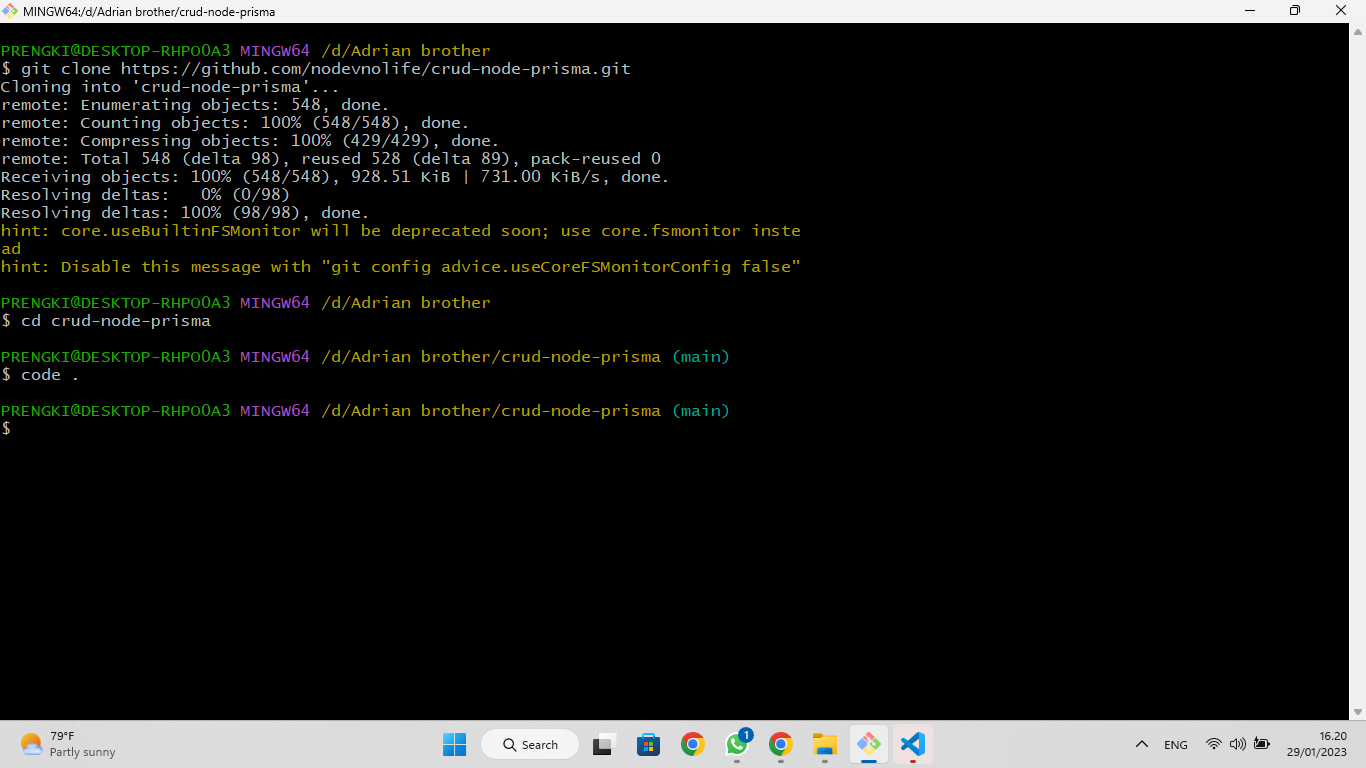 MINGW64:/d/Adrian brother/crud-node-prisma
PRENGKI@DESKTOP-RHPO0A3 MINGW64 /d/Adrian brother
$ git clone https://github.com/nodevnolife/crud-node-prisma.git
Cloning into 'crud-node-prisma'...
remote: Enumerating objects: 548, done.
remote: Counting objects: 100% (548/548), done.
remote: Compressing objects: 100% (429/429), done.
remote: Total 548 (delta 98), reused 528 (delta 89), pack-reused 0
Receiving objects: 100% (548/548), 928.51 KiB | 731.00 KiB/s, done.
Resolving deltas:   0% (0/98)
Resolving deltas: 100% (98/98), done.
hint: core.useBuiltinFSMonitor will be deprecated soon; use core.fsmonitor inste
ad
hint: Disable this message with "git config advice.useCoreFSMonitorConfig false"
PRENGKI@DESKTOP-RHPO0A3 MINGW64 /d/Adrian brother
$ cd crud-node-prisma
PRENGKI@DESKTOP-RHPO0A3 MINGW64 /d/Adrian brother/crud-node-prisma (main)
$ code .
PRENGKI@DESKTOP-RHPO0A3 MINGW64 /d/Adrian brother/crud-node-prisma (main)
$
79°F
Partly sunny
Search
1
ENG
16.20
29/01/2023